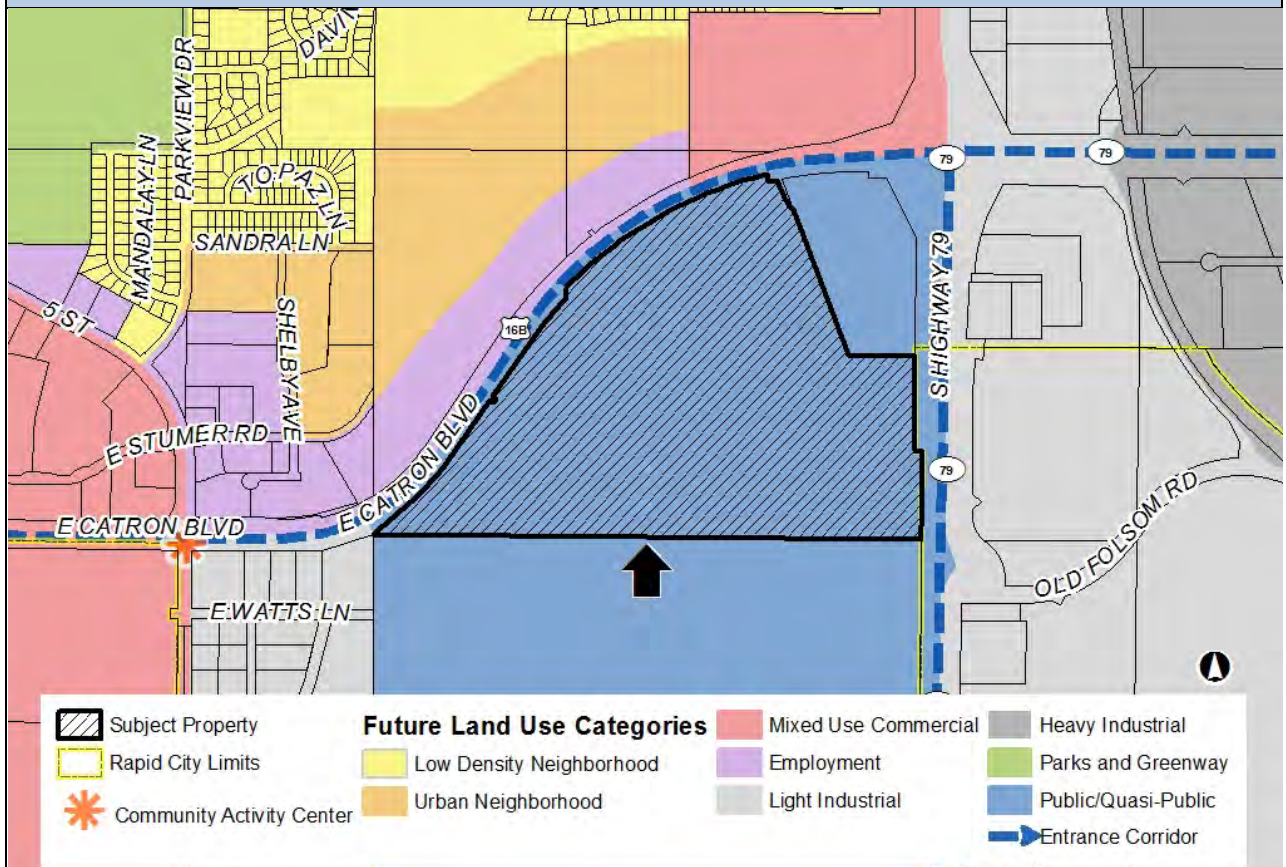 DAVIN
PARKVIEW DR
MANDALAY LN
TOPAZ LN
SANDRA LN
5 ST
SHELBY AVE
E STUMER RD
E CATRON BLVD
E CATRON BLVD
16B
79
79
S HIGHWAY 79
79
OLD FOLSOM RD
E WATTS LN
Subject Property
Rapid City Limits
Community Activity Center
Future Land Use Categories
Low Density Neighborhood
Urban Neighborhood
Mixed Use Commercial
Employment
Light Industrial
Heavy Industrial
Parks and Greenway
Public/Quasi-Public
Entrance Corridor